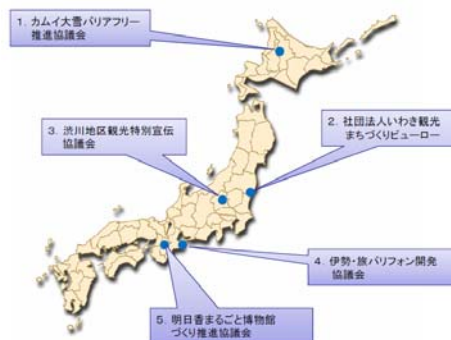 1. カムイ大雪バリアフリー
推進協議会
2. 社団法人いわき観光
まちづくりビューロー
3. 渋川地区観光特別宣伝
協議会
4. 伊勢・旅バリフォン開発
協議会
5. 明日香まるごと博物館
づくり推進協議会